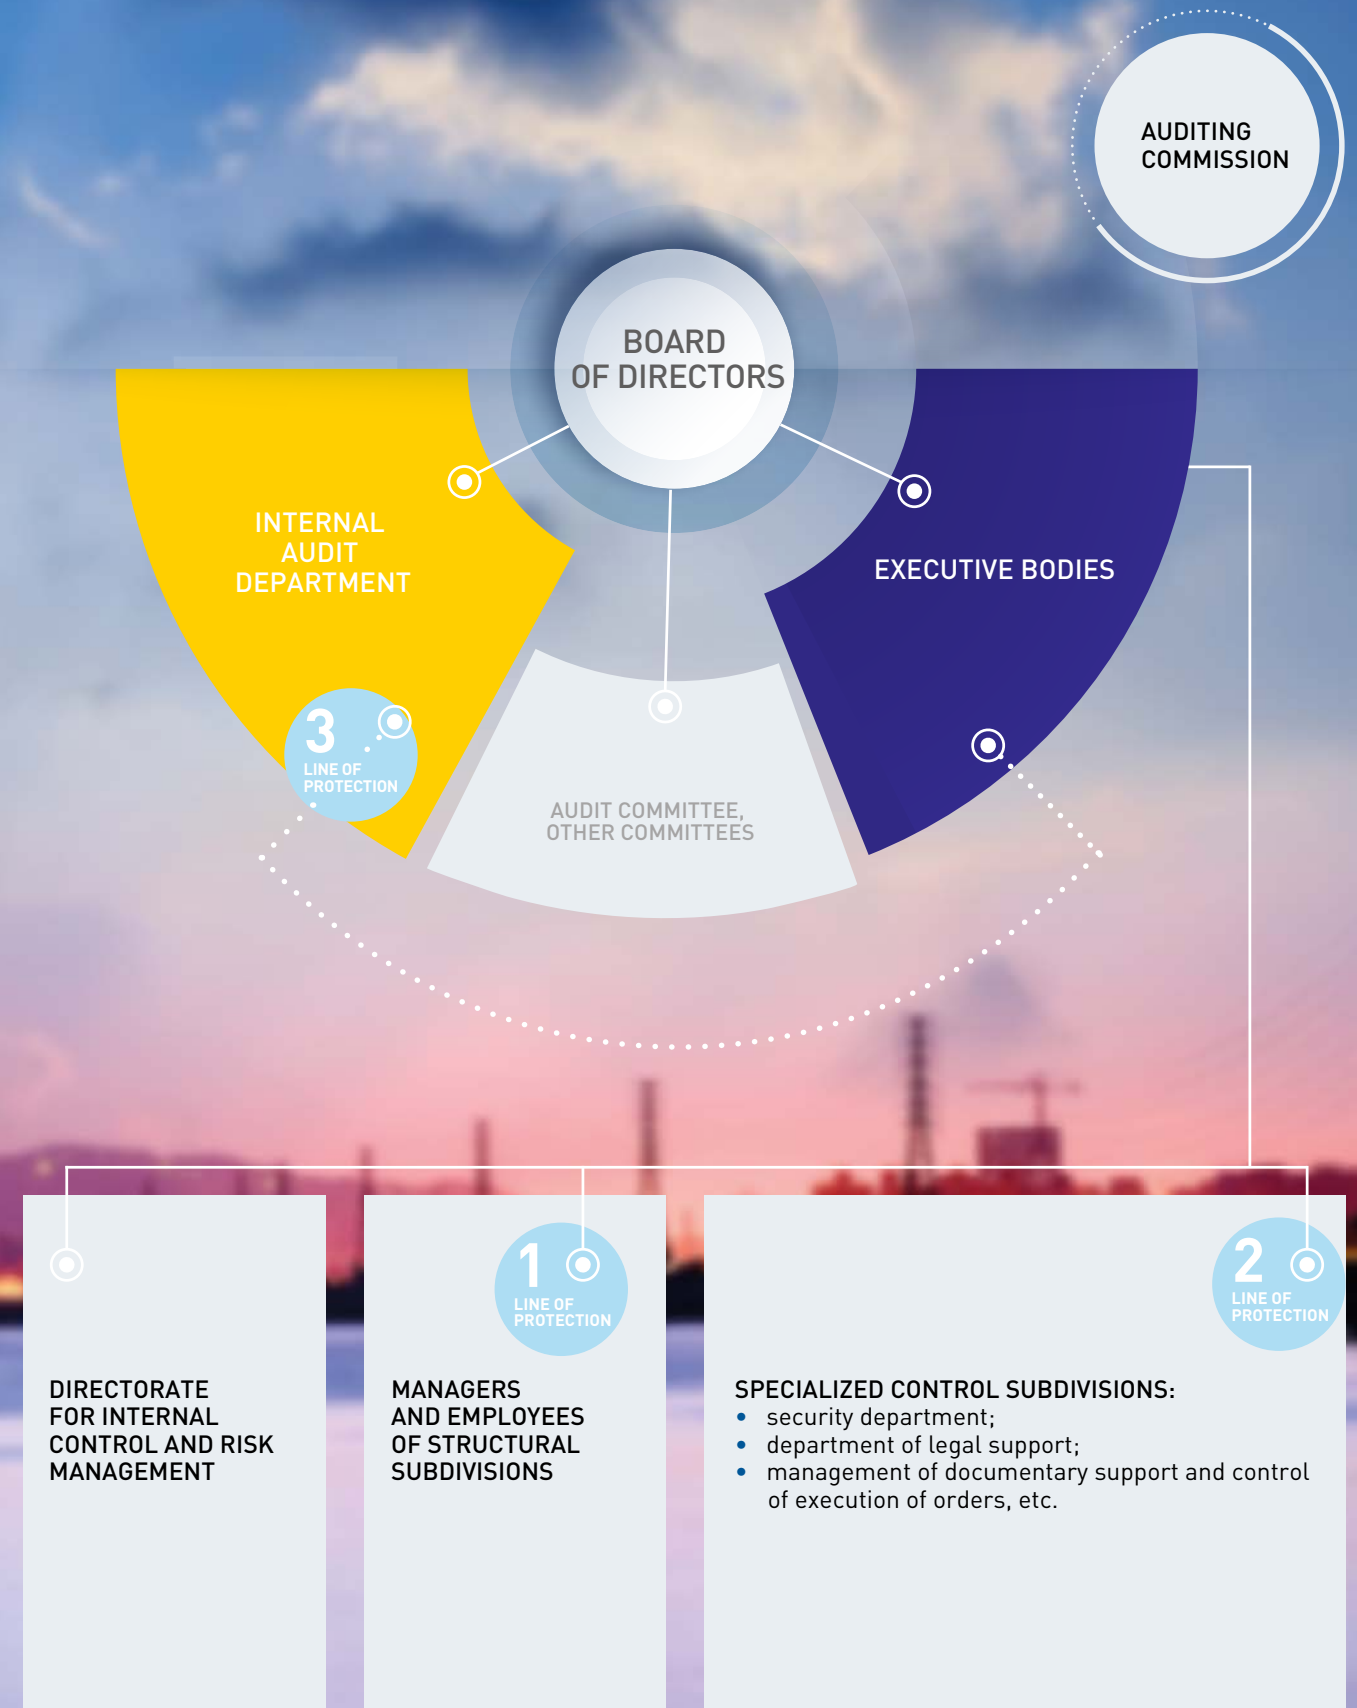 AUDITING
COMMISSION
BOARD
OF DIRECTORS
INTERNAL
AUDIT
DEPARTMENT
EXECUTIVE BODIES
3
LINE OF
PROTECTION
AUDIT COMMITTEE,
OTHER COMMITTEES
DIRECTORATE
FOR INTERNAL
CONTROL AND RISK
MANAGEMENT
1
LINE OF
PROTECTION
MANAGERS
AND EMPLOYEES
OF STRUCTURAL
SUBDIVISIONS
2
LINE OF
PROTECTION
SPECIALIZED CONTROL SUBDIVISIONS:
• security department;
• department of legal support;
• management of documentary support and control
of execution of orders, etc.